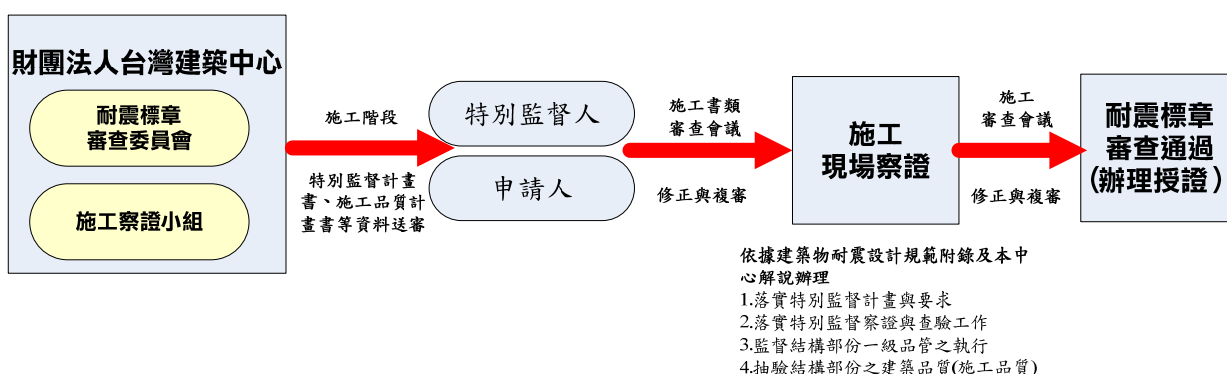 財團法人台灣建築中心
耐震標章
審查委員會
施工察證小組
施工階段
特別監督計畫
書、施工品質計
畫書等資料送審
特別監督人
申請人
施工書類
審查會議
修正與複審
施工
現場察證
依據建築物耐震設計規範附錄及本中
心解說辦理
1.落實特別監督計畫與要求
2.落實特別監督察證與查驗工作
3.監督結構部份一級品管之執行
4.抽驗結構部份之建築品質(施工品質)
施工
審查會議
修正與複審
耐震標章
審查通過
(辦理授證)